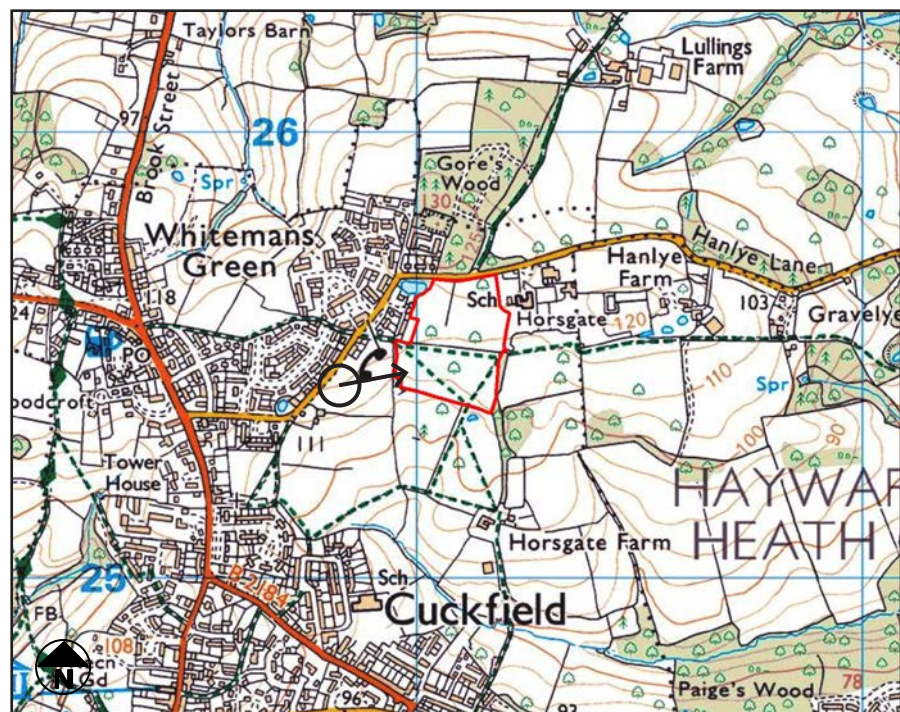 Taylors Barn
Lullings
Farm
97
Brook Street
26
Spr
Gore's
Wood
130
125
Whitemans
Green
Hanlye Lane
Hanlye
Farm
118
24
Sch
Horsgate
120
103
Gravelye
PO
110
Spr
100
90
111
Tower
House
HAYWAR
HEATH
Horsgate Farm
25
B 2184
Sch
Cuckfield
FB
108
N
96
Paige's Wood
78